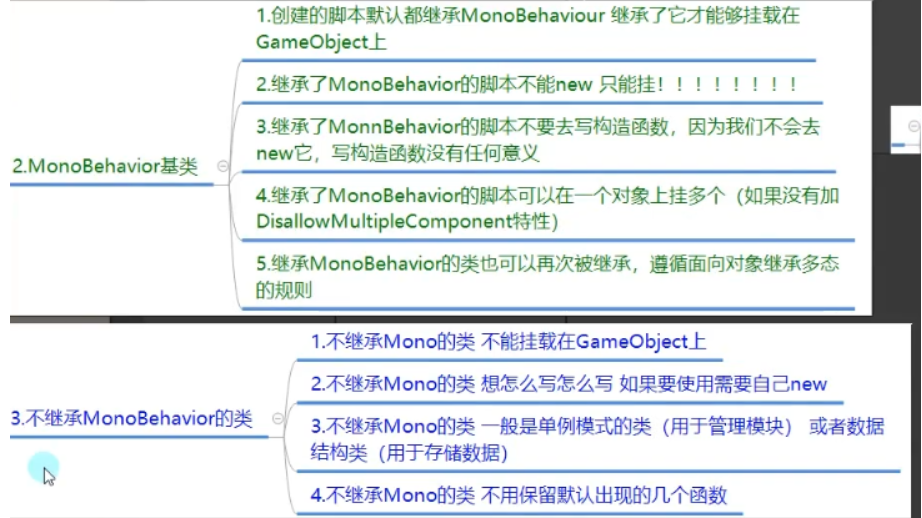 1.创建的脚本默认都继承MonoBehaviour 继承了它才能够挂载在
GameObject上
2.继承了MonoBehavior的脚本不能new 只能挂！！！！！！！！
3.继承了MonnBehavior的脚本不要去写构造函数，因为我们不会去
new它，写构造函数没有任何意义
2.MonoBehavior基类
4.继承了MonoBehavior的脚本可以在一个对象上挂多个（如果没有加
DisallowMultipleComponent特性）
5.继承MonoBehavior的类也可以再次被继承，遵循面向对象继承多态
的规则
1.不继承Mono的类 不能挂载在GameObject上
2.不继承Mono的类 想怎么写怎么写 如果要使用需要自己new
3.不继承MonoBehavior的类
3.不继承Mono的类 一般是单例模式的类（用于管理模块） 或者数据
结构类（用于存储数据）
4.不继承Mono的类 不用保留默认出现的几个函数